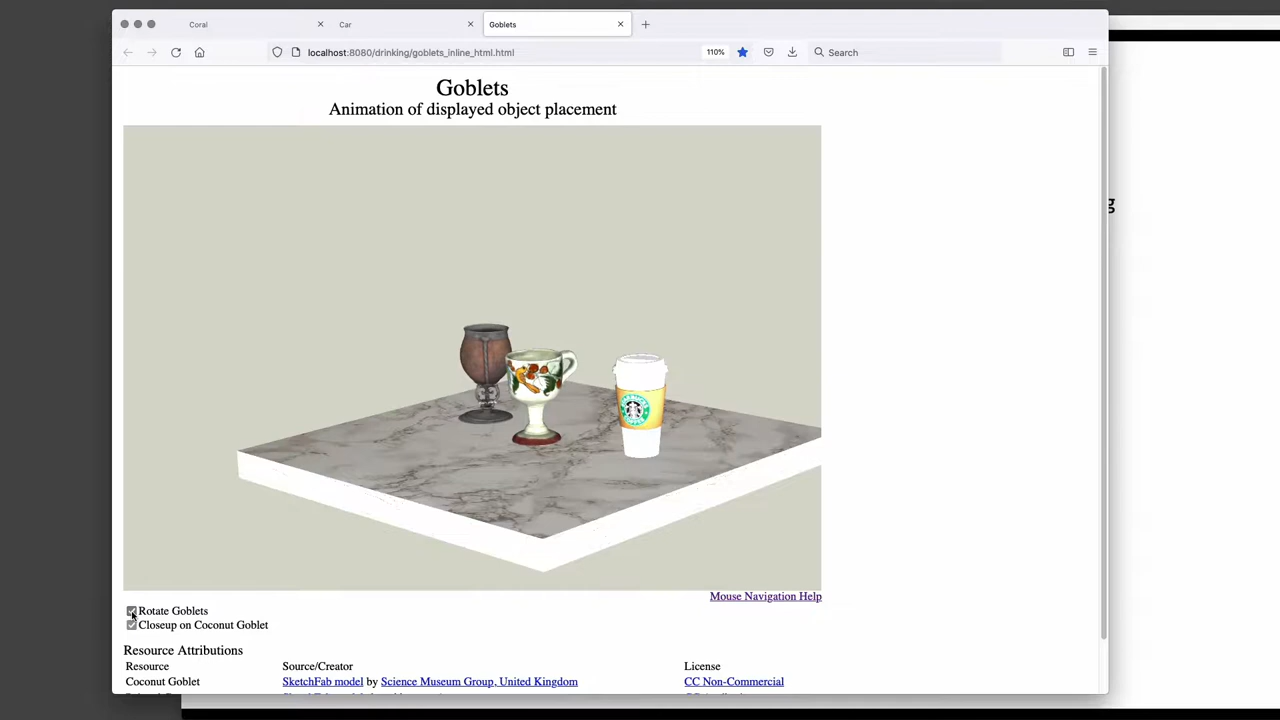 Coral
Car
Goblets
localhost:8080/drinking/goblets_inline_html.html
110%
Search
Goblets
Animation of displayed object placement
g
Mouse Navigation Help
Rotate Goblets
Closeup on Coconut Goblet
Resource Attributions
Resource Source/Creator License
Coconut Goblet SketchFab model by Science Museum Group, United Kingdom CC Non-Commercial